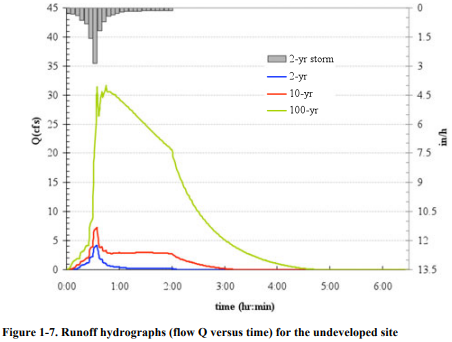 45
40
35
30
25
20
15
10
5
0
Q(cfs)
0
1.5
3
4.5
6
7.5
9
10.5
12
13.5
in/h
2-yr storm
2-yr
10-yr
100-yr
0:00 1:00 2:00 3:00 4:00 5:00 6:00
time (hr:min)
Figure 1-7. Runoff hydrographs (flow Q versus time) for the undeveloped site